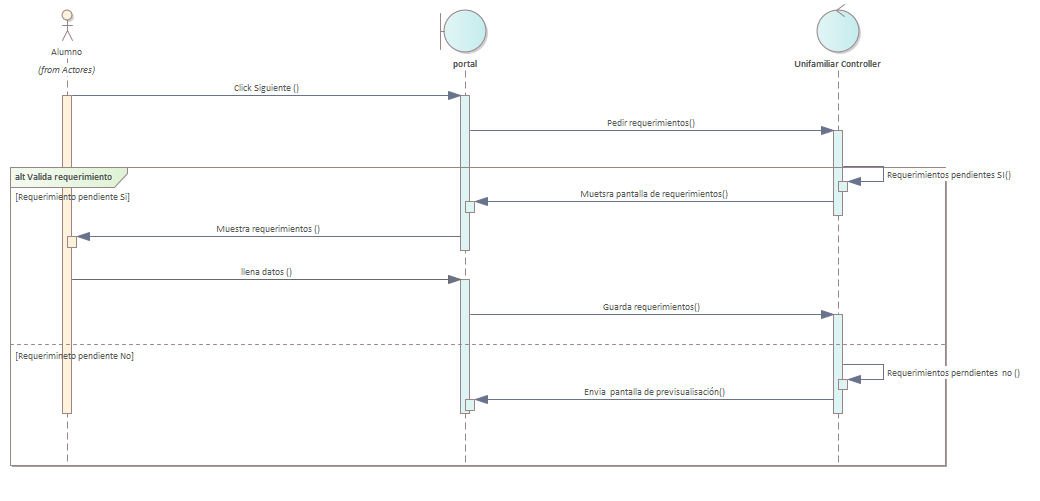 Alumno
(from Actores)
portal
Unifamiliar Controller
Click Siguiente ()
Pedir requerimientos()
alt Valida requerimiento
Requerimientos pendientes SI()
[Requerimiento pendiente Si]
Muetsra pantalla de requerimientos()
Muestra requerimientos ()
llena datos ()
Guarda requerimientos()
[Requerimineto pendiente No]
Requerimientos perndientes no ()
Envia pantalla de previsualisación()